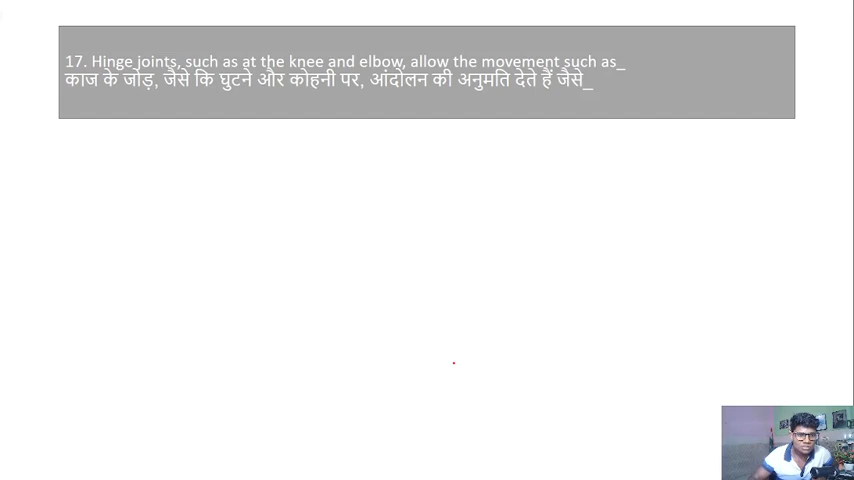 17. Hinge joints, such as at the knee and elbow, allow the movement such as_
काज के जोड़, जैसे कि घुटने और कोहनी पर, आंदोलन की अनुमति देते हैं जैसे_